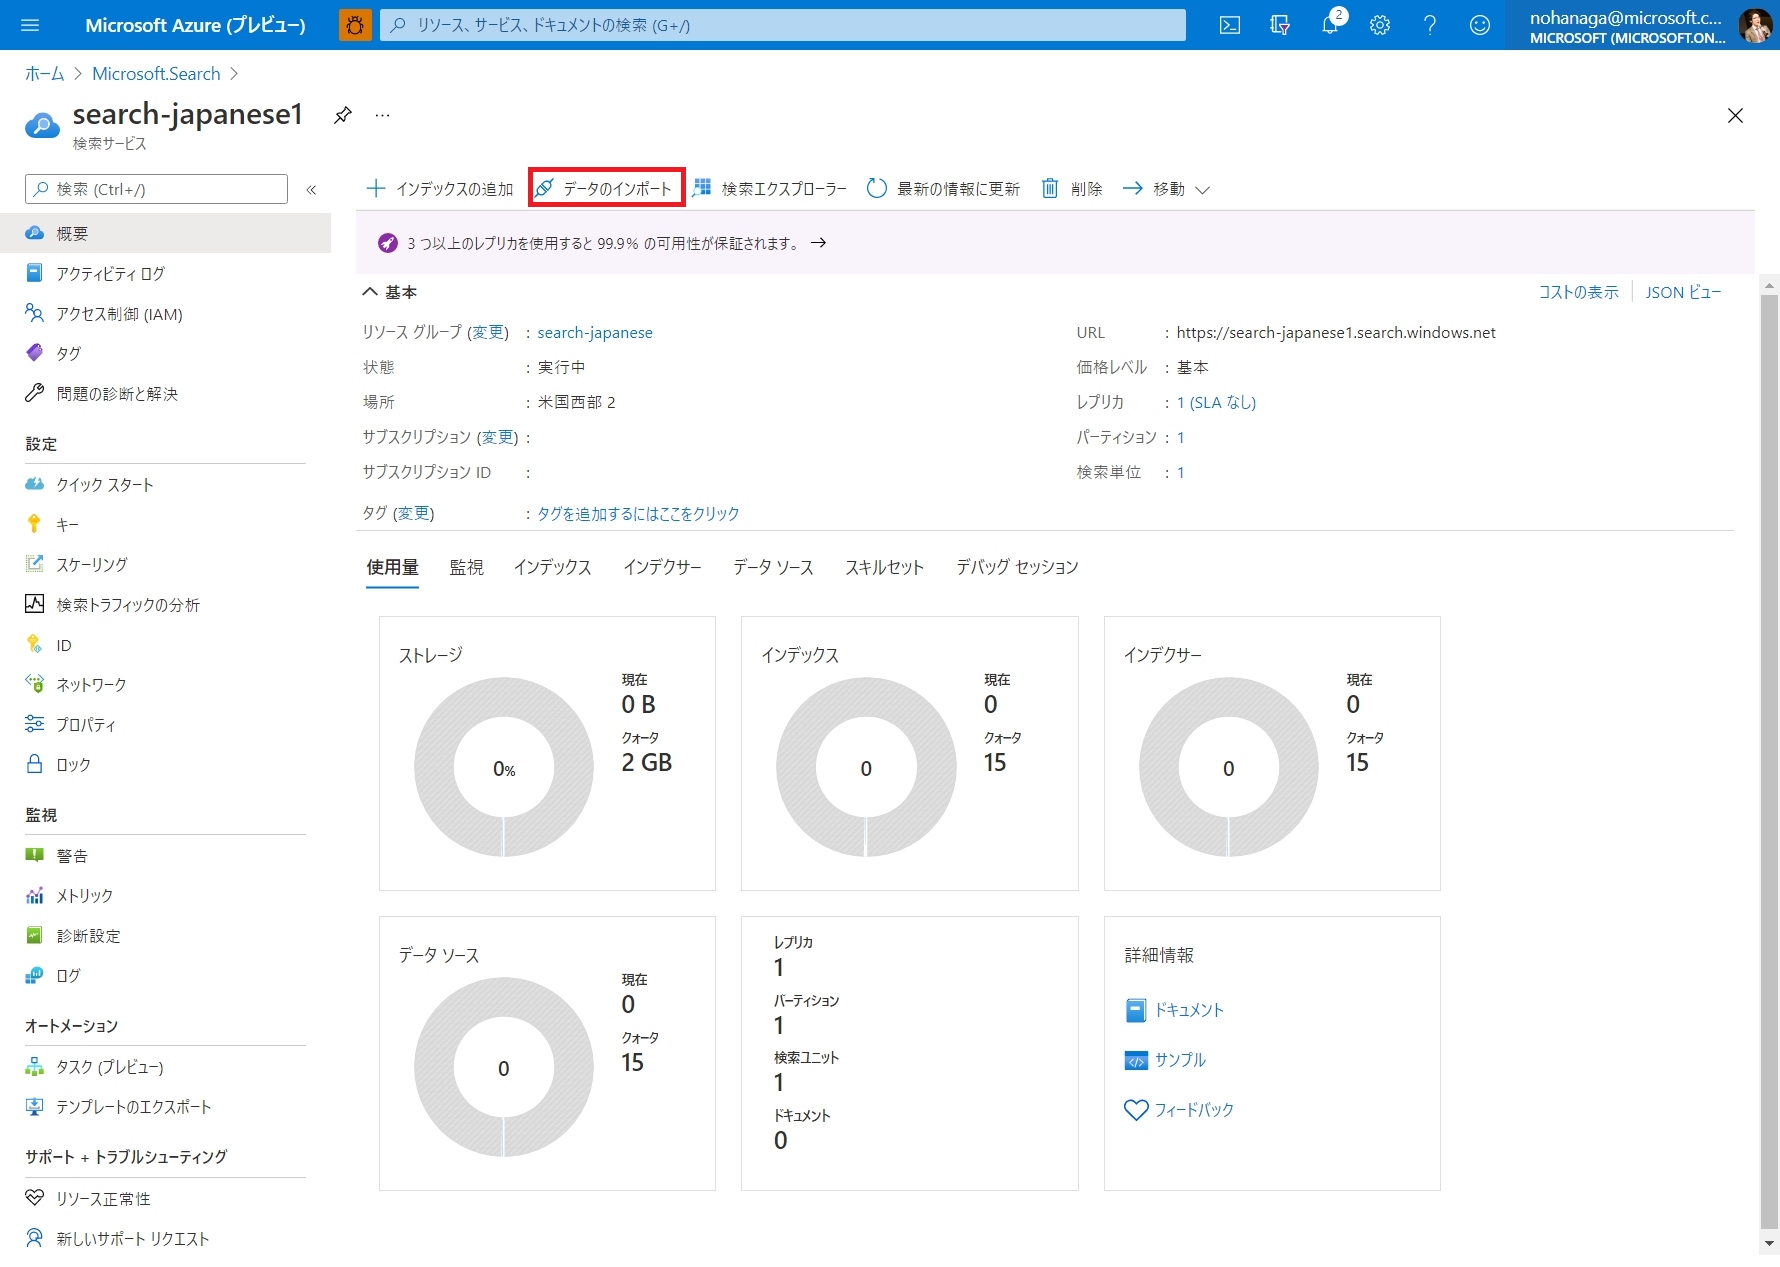 Microsoft Azure (プレビュー)
リソース、サービス、ドキュメントの検索 (G+/)
2
nohanaga@microsoft.c...
MICROSOFT (MICROSOFT.ON...
ホーム > Microsoft.Search >
search-japanese1
検索サービス
検索 (Ctrl+/)
«
インデックスの追加
データのインポート
検索エクスプローラー
最新の情報に更新
削除
移動
3 つ以上のレプリカを使用すると 99.9% の可用性が保証されます。 →
概要
アクティビティ ログ
アクセス制御 (IAM)
タグ
問題の診断と解決
設定
クイック スタート
キー
スケーリング
検索トラフィックの分析
ID
ネットワーク
プロパティ
ロック
監視
警告
メトリック
診断設定
ログ
オートメーション
タスク (プレビュー)
テンプレートのエクスポート
サポート + トラブルシューティング
リソース正常性
新しいサポート リクエスト
基本
コストの表示
JSON ビュー
リソース グループ (変更) : search-japanese
状態 : 実行中
場所 : 米国西部 2
サブスクリプション (変更) :
サブスクリプション ID :
タグ (変更) : タグを追加するにはここをクリック
URL : https://search-japanese1.search.windows.net
価格レベル : 基本
レプリカ : 1 (SLA なし)
パーティション : 1
検索単位 : 1
使用量 監視 インデックス インデクサー データ ソース スキルセット デバッグ セッション
ストレージ
0%
現在
0 B
クォータ
2 GB
インデックス
0
現在
0
クォータ
15
インデクサー
0
現在
0
クォータ
15
データ ソース
0
現在
0
クォータ
15
レプリカ
1
パーティション
1
検索ユニット
1
ドキュメント
0
詳細情報
ドキュメント
サンプル
フィードバック